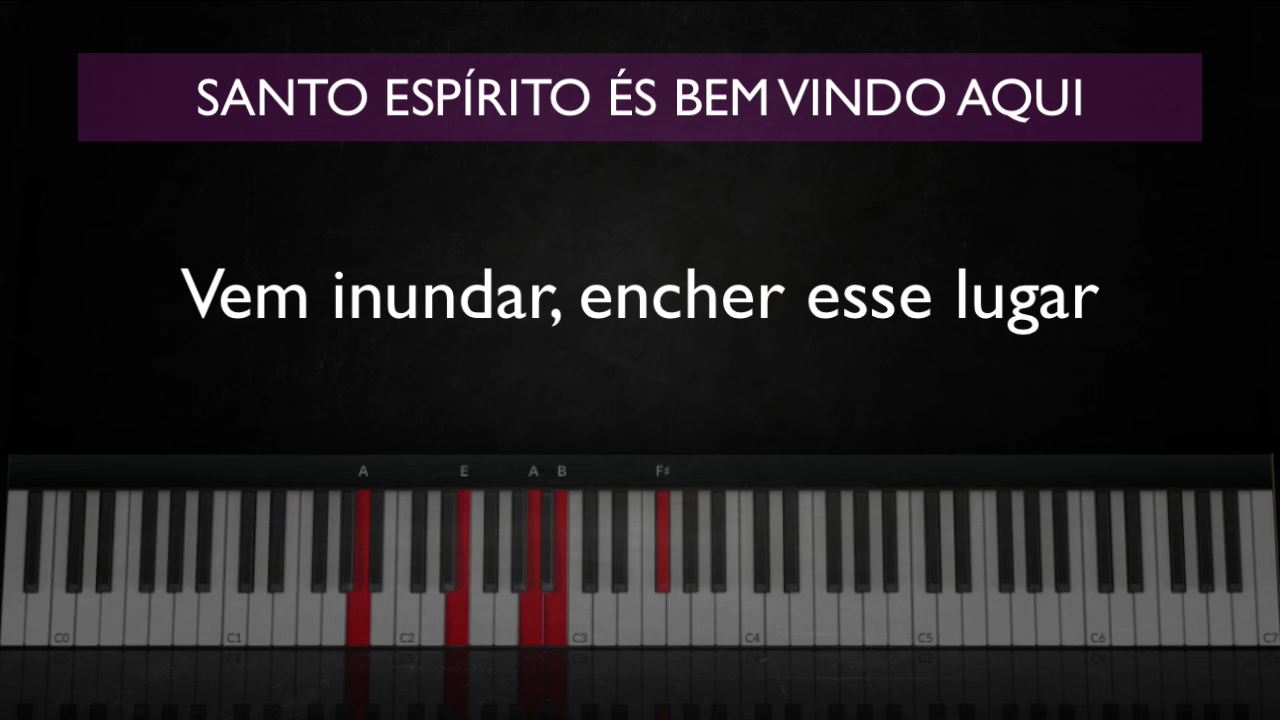 SANTO ESPÍRITO ÉS BEM VINDO AQUI
Vem inundar, encher esse lugar
A E A B F♯
C0 C1 C2 C3 C4 C5 C6 C7